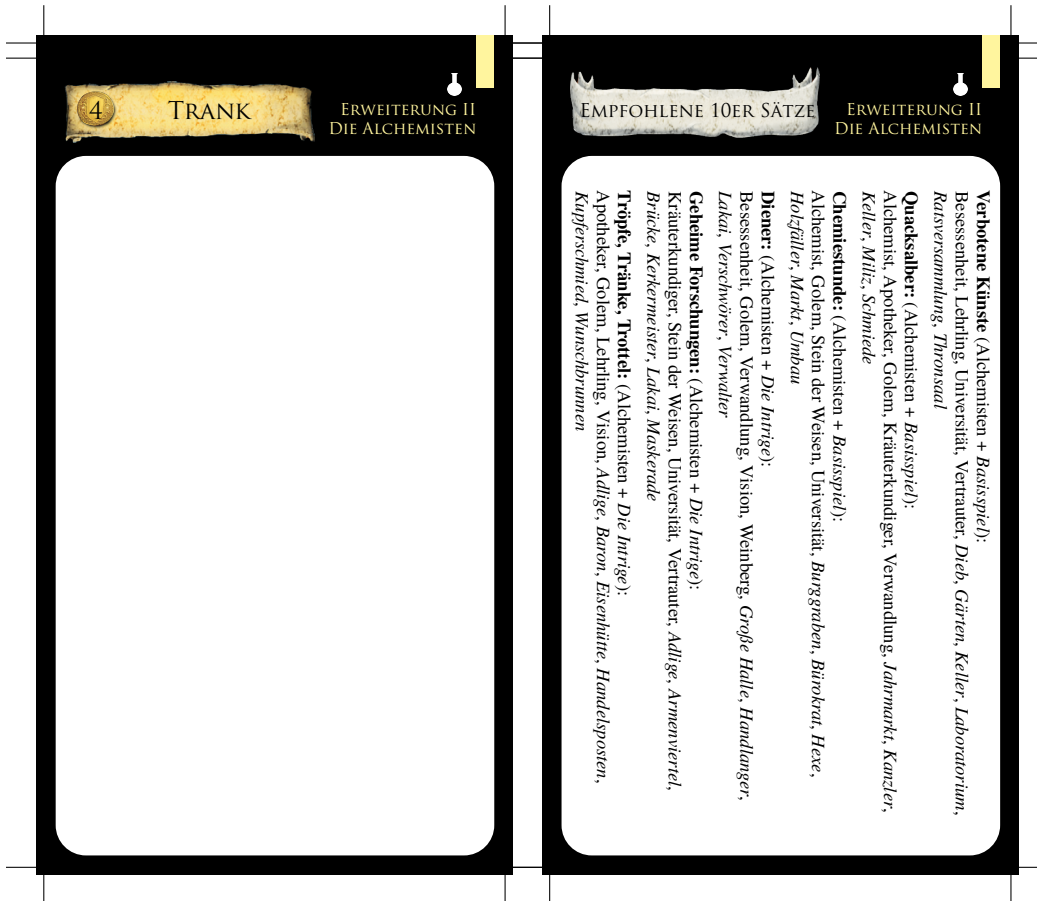 4
TRANK
ERWEITERUNG II
DIE ALCHEMISTEN
EMPFOHLENE 10ER SÄTZE
ERWEITERUNG II
DIE ALCHEMISTEN
Verbotene Künste (Alchemisten + Basisspiel):
Besessenheit, Lehrling, Universität, Vertrauter, Dieb, Gärten, Keller, Laboratorium,
Ratsversammlung, Thronsaal
Quacksalber: (Alchemisten + Basisspiel):
Alchemist, Apotheker, Golem, Kräuterkundiger, Verwandlung, Jahrmarkt, Kanzler,
Keller, Miliz, Schmiede
Chemiestunde: (Alchemisten + Basisspiel):
Alchemist, Golem, Stein der Weisen, Universität, Burggraben, Bürokrat, Hexe,
Holzfäller, Markt, Umbau
Diener: (Alchemisten + Die Intrige):
Besessenheit, Golem, Verwandlung, Vision, Weinberg, Große Halle, Handlanger,
Lakai, Verschwörer, Verwalter
Geheime Forschungen: (Alchemisten + Die Intrige):
Kräuterkundiger, Stein der Weisen, Universität, Vertrauter, Adlige, Armenviertel,
Brücke, Kerkermeister, Lakai, Maskerade
Tröpfe, Tränke, Trottel: (Alchemisten + Die Intrige):
Apotheker, Golem, Lehrling, Vision, Adlige, Baron, Eisenhütte, Handelsposten,
Kupferschmied, Wunschbrunnen